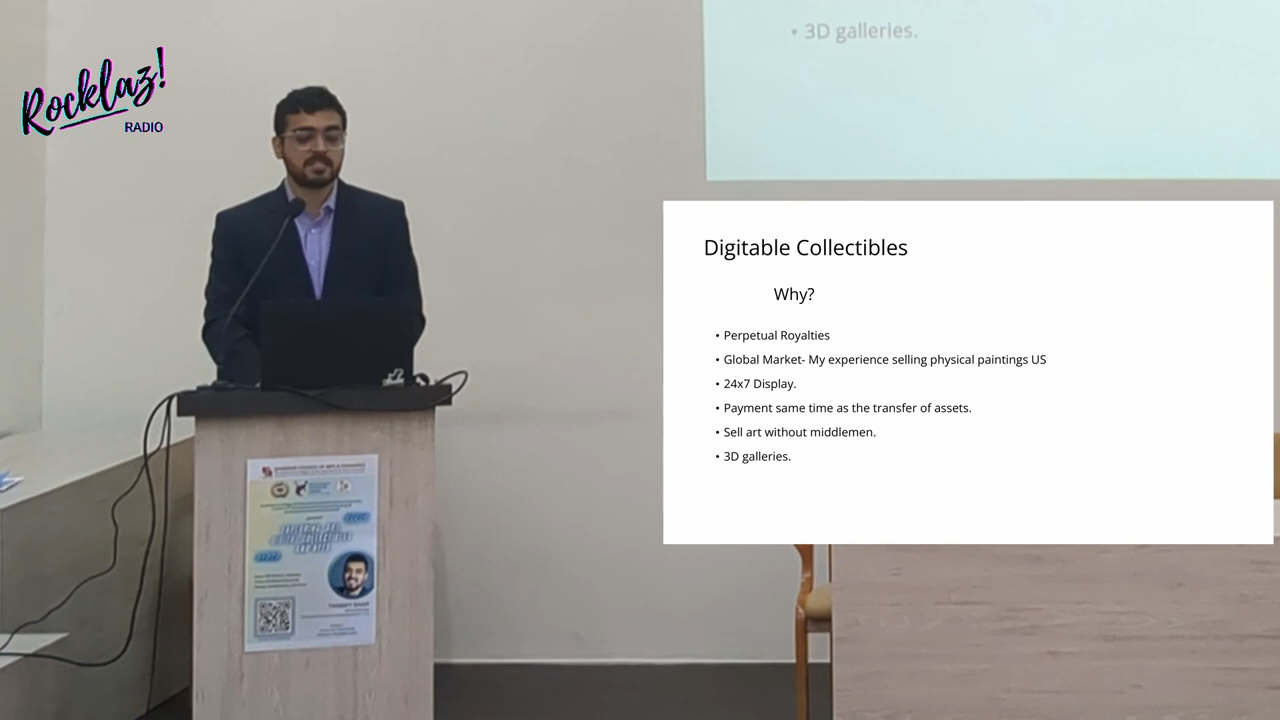 Rocklaz!
RADIO
• 3D galleries.
Digitable Collectibles
Why?
• Perpetual Royalties
• Global Market- My experience selling physical paintings US
• 24x7 Display.
• Payment same time as the transfer of assets.
• Sell art without middlemen.
• 3D galleries.